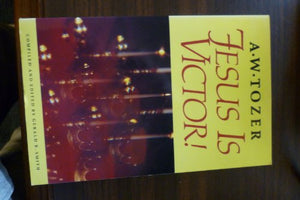 A.W. TOZER
JESUS IS
VICTOR!
COMPILED AND EDITED BY GERALD B. SMITH